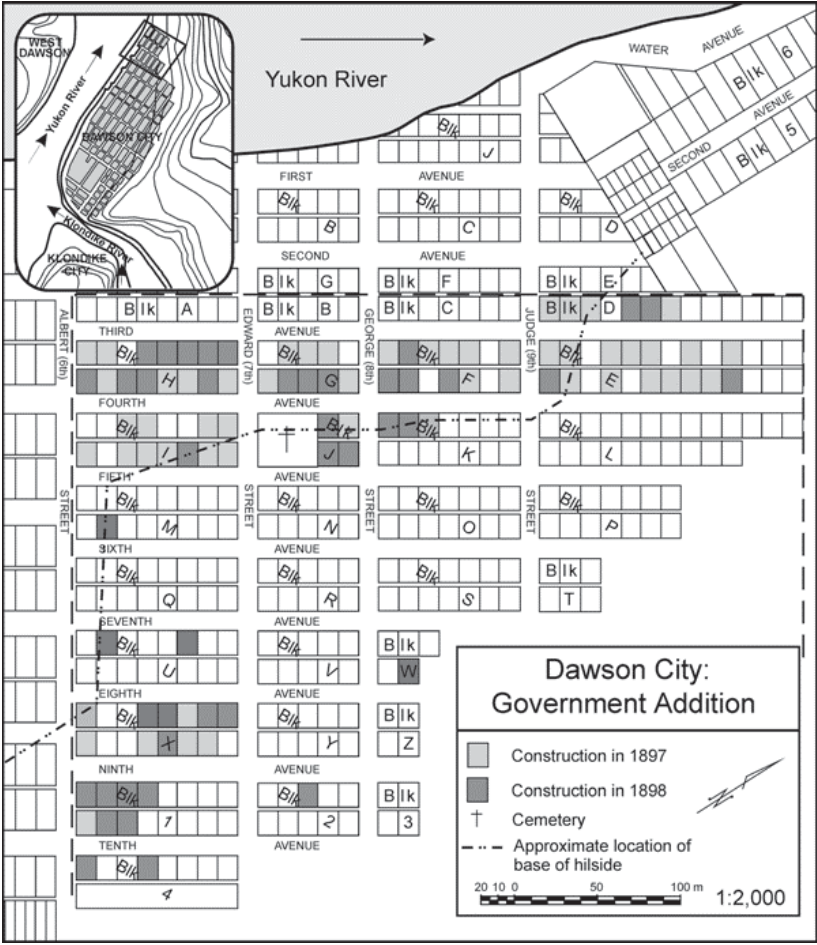 WEST
DAWSON
Yukon River
DAWSON CITY
Klondike River
KLONDIKE
CITY
Yukon River
WATER AVENUE
Blk 6
SECOND AVENUE
Blk 5
Blk J
FIRST AVENUE
Blk B
Blk C
Blk D
SECOND AVENUE
Blk G
Blk F
Blk E
Blk A
Blk B
Blk C
Blk D
ALBERT (6th)
EDWARD (7th)
GEORGE (8th)
JUDGE (9th)
THIRD AVENUE
Blk H
Blk G
Blk F
Blk E
FOURTH AVENUE
Blk I
Blk J
Blk K
Blk L
FIFTH AVENUE
STREET
STREET
STREET
STREET
Blk M
Blk N
Blk O
Blk P
SIXTH AVENUE
Blk Q
Blk R
Blk S
Blk T
SEVENTH AVENUE
Blk U
Blk V
Blk W
EIGHTH AVENUE
Blk X
Blk Y
Blk Z
NINTH AVENUE
Blk 1
Blk 2
Blk 3
TENTH AVENUE
Blk 4
Dawson City:
Government Addition
Construction in 1897
Construction in 1898
Cemetery
Approximate location of
base of hilside
20 10 0 50 100 m
1:2,000